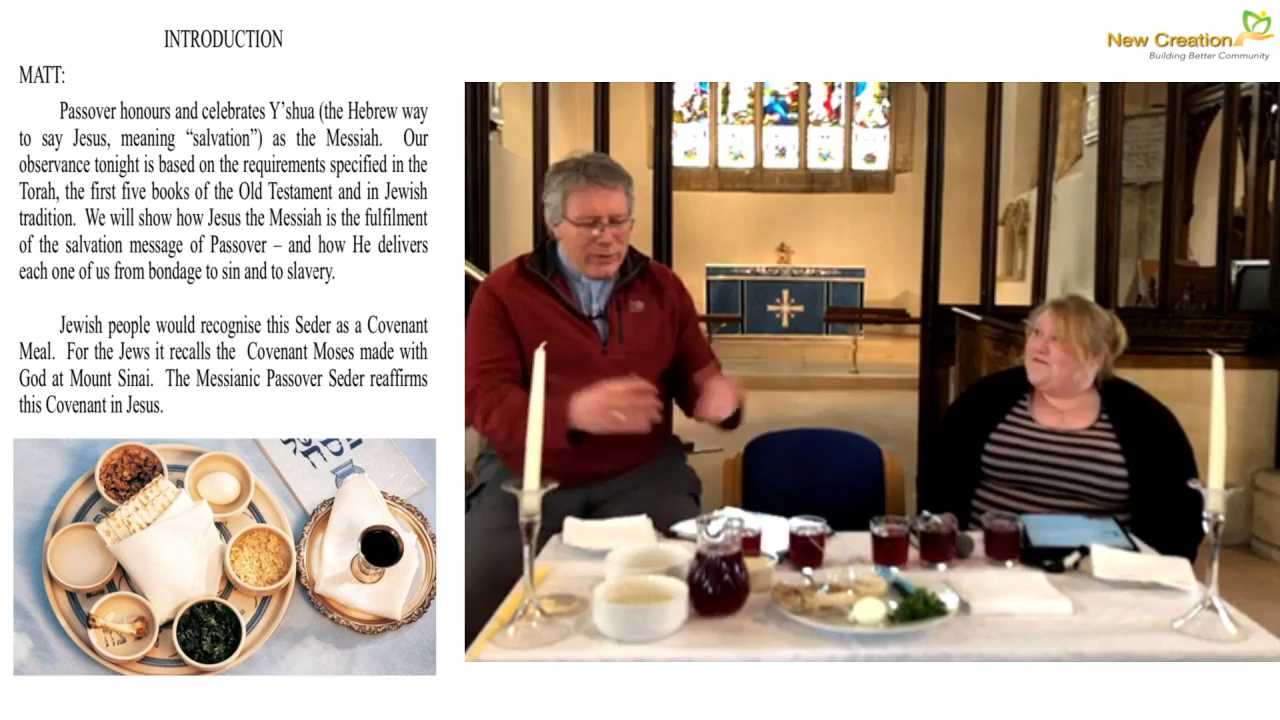 INTRODUCTION
MATT:
Passover honours and celebrates Y’shua (the Hebrew way
to say Jesus, meaning “salvation”) as the Messiah. Our
observance tonight is based on the requirements specified in the
Torah, the first five books of the Old Testament and in Jewish
tradition. We will show how Jesus the Messiah is the fulfilment
of the salvation message of Passover – and how He delivers
each one of us from bondage to sin and to slavery.
Jewish people would recognise this Seder as a Covenant
Meal. For the Jews it recalls the Covenant Moses made with
God at Mount Sinai. The Messianic Passover Seder reaffirms
this Covenant in Jesus.
New Creation
Building Better Community